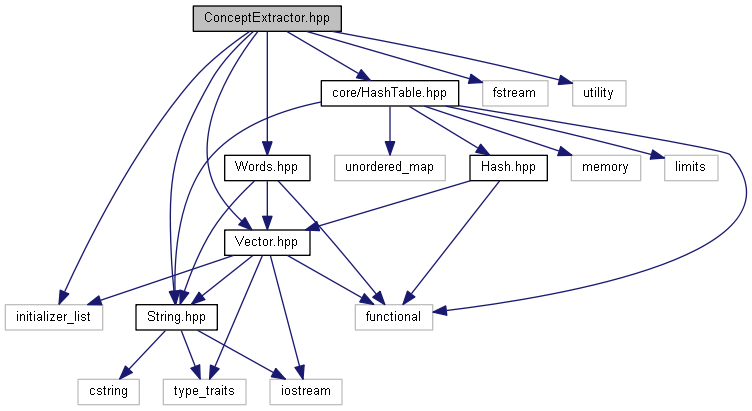 ConceptExtractor.hpp
core/HashTable.hpp
fstream
utility
Words.hpp
unordered_map
Hash.hpp
memory
limits
Vector.hpp
initializer_list
String.hpp
functional
cstring
type_traits
iostream